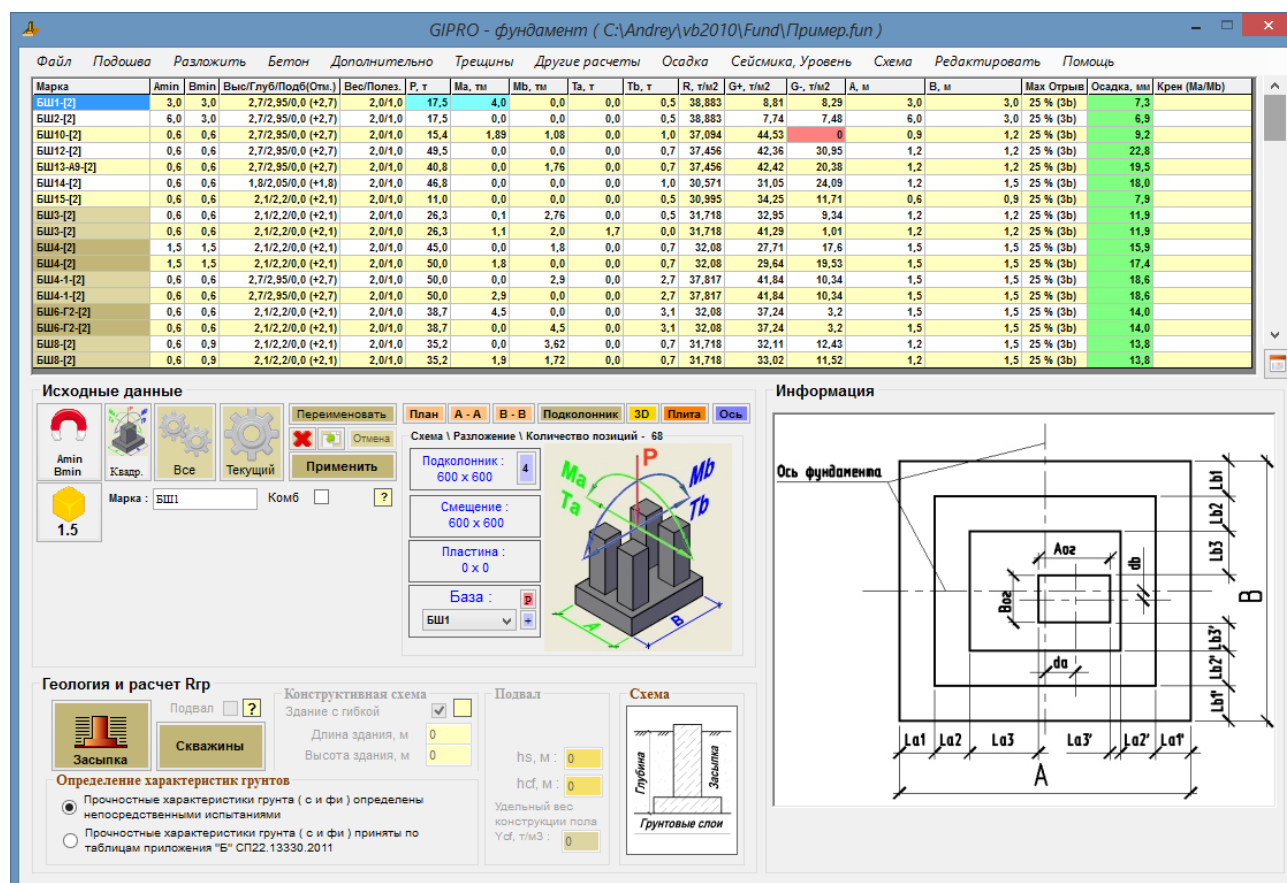 GIPRO - фундамент ( C:\Andrey\vb2010\Fund\Пример.fun )
Файл Подошва Разложить Бетон Дополнительно Трещины Другие расчеты Осадка Сейсмика, Уровень Схема Редактировать Помощь
Марка Amin Bmin Выс/Глуб/Подб(Отм.) Вес/Полез. P, т Ma, тм Mb, тм Ta, т Tb, т R, т/м2 G+, т/м2 G-, т/м2 A, м B, м Max Отрыв Осадка, мм Крен (Ma/Mb)
БШ1-[2] 3,0 3,0 2,7/2,95/0,0 (+2,7) 2,0/1,0 17,5 4,0 0,0 0,0 0,5 38,883 8,81 8,29 3,0 3,0 25 % (3b) 7,3
БШ2-[2] 6,0 3,0 2,7/2,95/0,0 (+2,7) 2,0/1,0 17,5 0,0 0,0 0,0 0,5 38,883 7,74 7,48 6,0 3,0 25 % (3b) 6,9
БШ10-[2] 0,6 0,6 2,7/2,95/0,0 (+2,7) 2,0/1,0 15,4 1,89 1,08 0,0 1,0 37,094 44,53 0 0,9 1,2 25 % (3b) 9,2
БШ12-[2] 0,6 0,6 2,7/2,95/0,0 (+2,7) 2,0/1,0 49,5 0,0 0,0 0,0 0,7 37,456 42,36 30,95 1,2 1,2 25 % (3b) 22,8
БШ13-А9-[2] 0,6 0,6 2,7/2,95/0,0 (+2,7) 2,0/1,0 40,8 0,0 1,76 0,0 0,7 37,456 42,42 20,38 1,2 1,2 25 % (3b) 19,5
БШ14-[2] 0,6 0,6 1,8/2,05/0,0 (+1,8) 2,0/1,0 46,8 0,0 0,0 0,0 1,0 30,571 31,05 24,09 1,2 1,5 25 % (3b) 18,0
БШ15-[2] 0,6 0,6 2,1/2,2/0,0 (+2,1) 2,0/1,0 11,0 0,0 0,0 0,0 0,5 30,995 34,25 11,71 0,6 0,9 25 % (3b) 7,9
БШ3-[2] 0,6 0,6 2,1/2,2/0,0 (+2,1) 2,0/1,0 26,3 0,1 2,76 0,0 0,5 31,718 32,95 9,34 1,2 1,2 25 % (3b) 11,9
БШ3-[2] 0,6 0,6 2,1/2,2/0,0 (+2,1) 2,0/1,0 26,3 1,1 2,0 1,7 0,0 31,718 41,29 1,01 1,2 1,2 25 % (3b) 11,9
БШ4-[2] 1,5 1,5 2,1/2,2/0,0 (+2,1) 2,0/1,0 45,0 0,0 1,8 0,0 0,7 32,08 27,71 17,6 1,5 1,5 25 % (3b) 15,9
БШ4-[2] 1,5 1,5 2,1/2,2/0,0 (+2,1) 2,0/1,0 50,0 1,8 0,0 0,0 0,7 32,08 29,64 19,53 1,5 1,5 25 % (3b) 17,4
БШ4-1-[2] 0,6 0,6 2,7/2,95/0,0 (+2,7) 2,0/1,0 50,0 0,0 2,9 0,0 2,7 37,817 41,84 10,34 1,5 1,5 25 % (3b) 18,6
БШ4-1-[2] 0,6 0,6 2,7/2,95/0,0 (+2,7) 2,0/1,0 50,0 2,9 0,0 0,0 2,7 37,817 41,84 10,34 1,5 1,5 25 % (3b) 18,6
БШ6-Г2-[2] 0,6 0,6 2,1/2,2/0,0 (+2,1) 2,0/1,0 38,7 4,5 0,0 0,0 3,1 32,08 37,24 3,2 1,5 1,5 25 % (3b) 14,0
БШ6-Г2-[2] 0,6 0,6 2,1/2,2/0,0 (+2,1) 2,0/1,0 38,7 0,0 4,5 0,0 3,1 32,08 37,24 3,2 1,5 1,5 25 % (3b) 14,0
БШ8-[2] 0,6 0,9 2,1/2,2/0,0 (+2,1) 2,0/1,0 35,2 0,0 3,62 0,0 0,7 31,718 32,11 12,43 1,2 1,5 25 % (3b) 13,8
БШ8-[2] 0,6 0,6 2,1/2,2/0,0 (+2,1) 2,0/1,0 35,2 1,9 1,72 0,0 0,7 31,718 33,02 11,52 1,2 1,5 25 % (3b) 13,8
Исходные данные
Amin
Bmin
Квадр.
Все
Текущий
Переименовать
Отмена
Применить
1.5
Марка : БШ1 Комб ?
План A - A B - B Подколонник 3D Плита Ось
Схема \ Разложение \ Количество позиций - 68
Подколонник :
600 x 600
4
Смещение :
600 x 600
Пластина :
0 x 0
База : p
БШ1 +
P
Ma
Mb
Ta
Tb
A
B
Информация
Ось фундамента
Lb1
Lb2
Lb3
Aог
db
Bог
B
da
Lb3'
Lb2'
Lb1'
La1 La2 La3 La3' La2' La1'
A
Геология и расчет Rгр
Засыпка
Подвал ?
Скважины
Конструктивная схема
Здание с гибкой
Длина здания, м 0
Высота здания, м 0
Подвал
hs, м : 0
hcf, м : 0
Удельный вес
конструкции пола
Ycf, т/м3 : 0
Схема
Глубина
Засыпка
Грунтовые слои
Определение характеристик грунтов
Прочностные характеристики грунта ( с и фи ) определены
непосредственными испытаниями
Прочностные характеристики грунта ( с и фи ) приняты по
таблицам приложения "Б" СП22.13330.2011